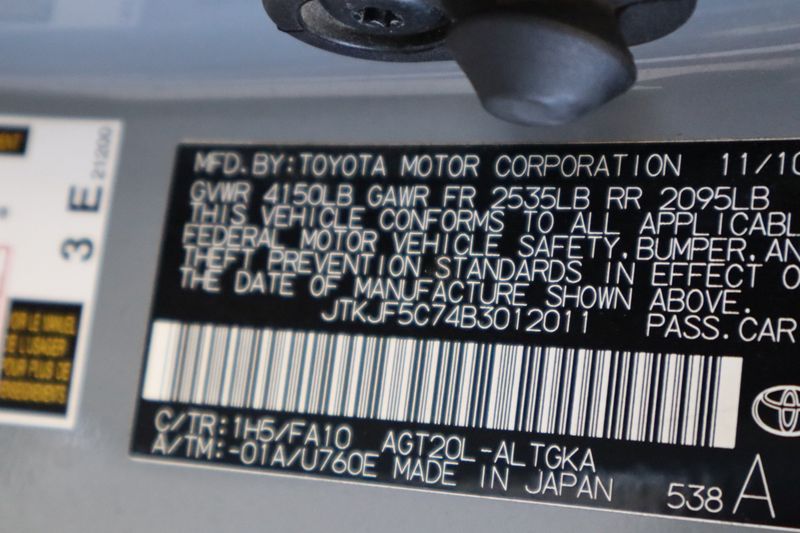 3 E
21200
MFD.BY:TOYOTA MOTOR CORPORATION 11/10
GVWR 4150LB GAWR FR 2535LB RR 2095LB
THIS VEHICLE CONFORMS TO ALL APPLICABL
FEDERAL MOTOR VEHICLE SAFETY,BUMPER,AN
THEFT PREVENTION STANDARDS IN EFFECT O
THE DATE OF MANUFACTURE SHOWN ABOVE.
JTKJF5C74B3012011 PASS.CAR
C/TR:1H5/FA10 AGT20L-ALTGKA
A/TM:-01A/U760E MADE IN JAPAN 538 A